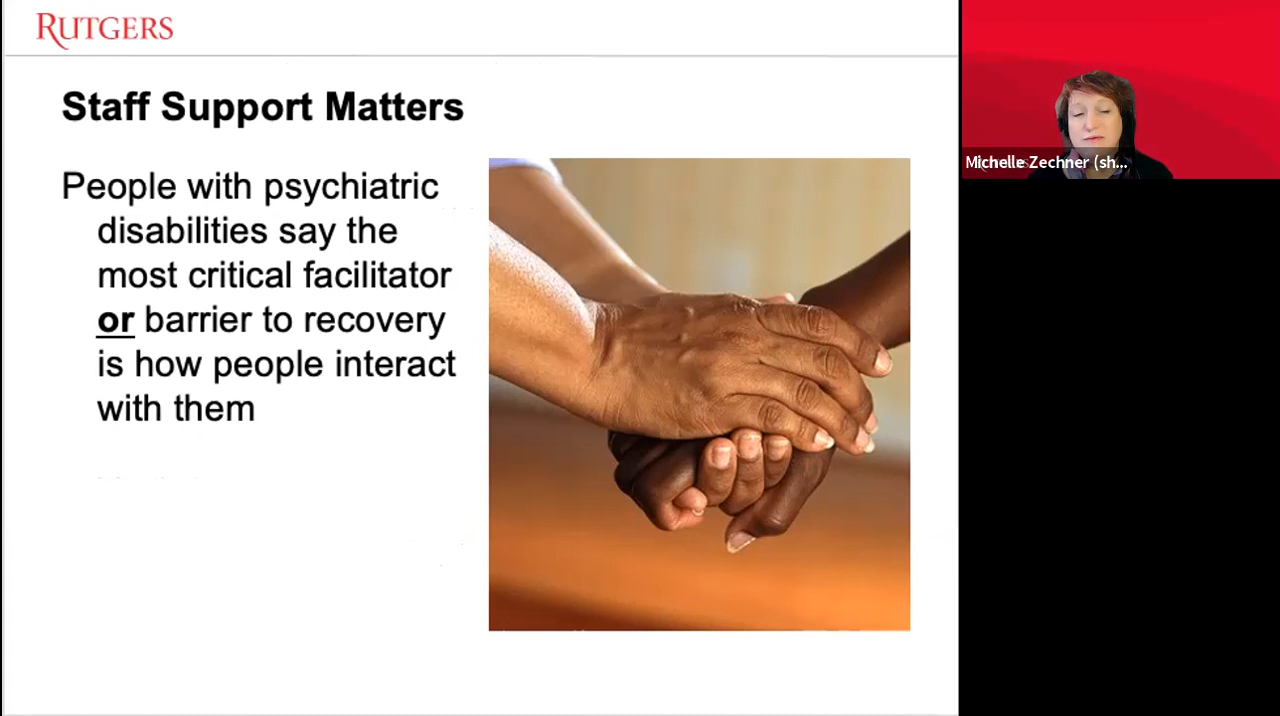 RUTGERS
Staff Support Matters
People with psychiatric
disabilities say the
most critical facilitator
or barrier to recovery
is how people interact
with them
Michelle Zechner (sh...